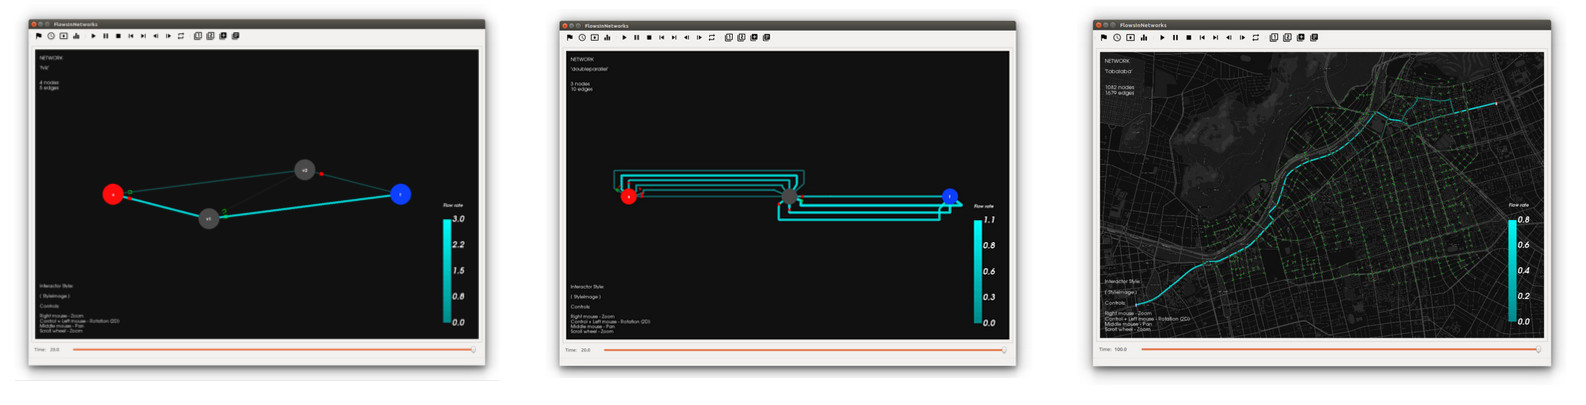 FlowsInNetworks
NETWORK
4 nodes
5 edges
s
v2
v1
t
Flow rate
3.0
2.2
1.5
0.8
0.0
Interactor Style:
( StyleImage )
Controls:
Right mouse - Zoom
Control + Left mouse - Rotation (2D)
Middle mouse - Pan
Scroll wheel - Zoom
Time: 20.0
FlowsInNetworks
NETWORK
'doubleparallel'
10 edges
Flow rate
1.1
0.8
0.6
0.3
0.0
Interactor Style:
( StyleImage )
Controls:
Right mouse - Zoom
Control + Left mouse - Rotation (2D)
Middle mouse - Pan
Scroll wheel - Zoom
Time: 20.0
FlowsInNetworks
NETWORK
1082 nodes
1679 edges
Flow rate
0.8
0.6
0.4
0.2
0.0
Interactor Style:
( StyleImage )
Controls:
Right mouse - Zoom
Control + Left mouse - Rotation (2D)
Middle mouse - Pan
Scroll wheel - Zoom
Time: 100.0